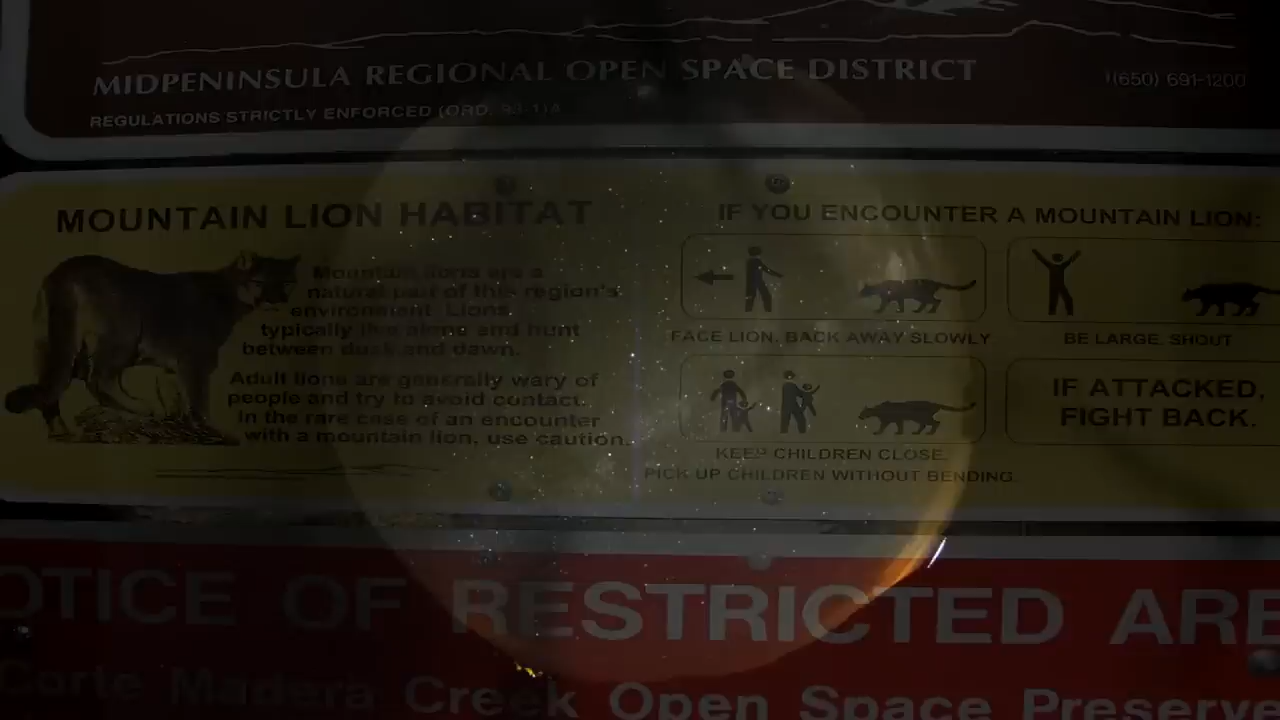 MIDPENINSULA REGIONAL OPEN SPACE DISTRICT
(650) 691-1200
REGULATIONS STRICTLY ENFORCED (ORD. 93-1)
MOUNTAIN LION HABITAT
Mountain lions are a
natural part of this region's
environment. Lions
typically live alone and hunt
between dusk and dawn.
Adult lions are generally wary of
people and try to avoid contact.
In the rare case of an encounter
with a mountain lion, use caution.
IF YOU ENCOUNTER A MOUNTAIN LION:
FACE LION, BACK AWAY SLOWLY
BE LARGE, SHOUT
KEEP CHILDREN CLOSE.
PICK UP CHILDREN WITHOUT BENDING.
IF ATTACKED,
FIGHT BACK.
OTICE OF RESTRICTED ARE
Corte Madera Creek Open Space Preserve